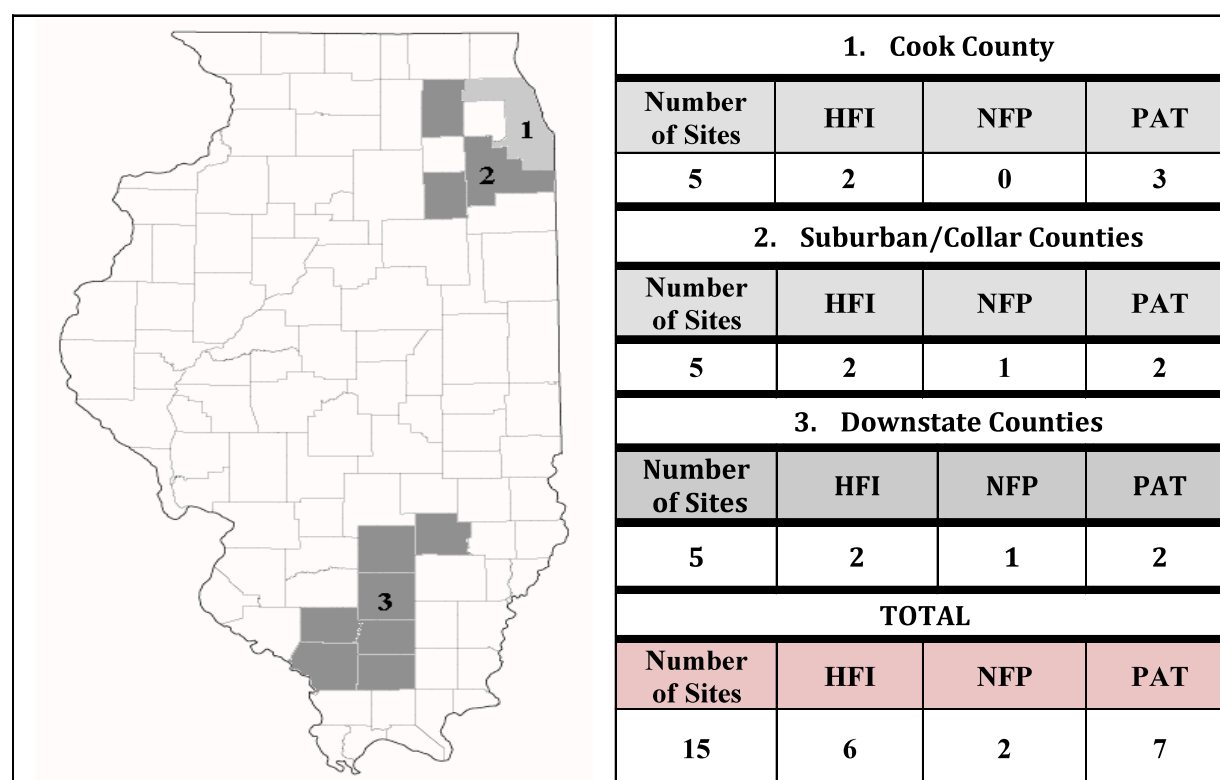 1
2
3
1. Cook County
Number of Sites HFI NFP PAT
5 2 0 3
2. Suburban/Collar Counties
Number of Sites HFI NFP PAT
5 2 1 2
3. Downstate Counties
Number of Sites HFI NFP PAT
5 2 1 2
TOTAL
Number of Sites HFI NFP PAT
15 6 2 7